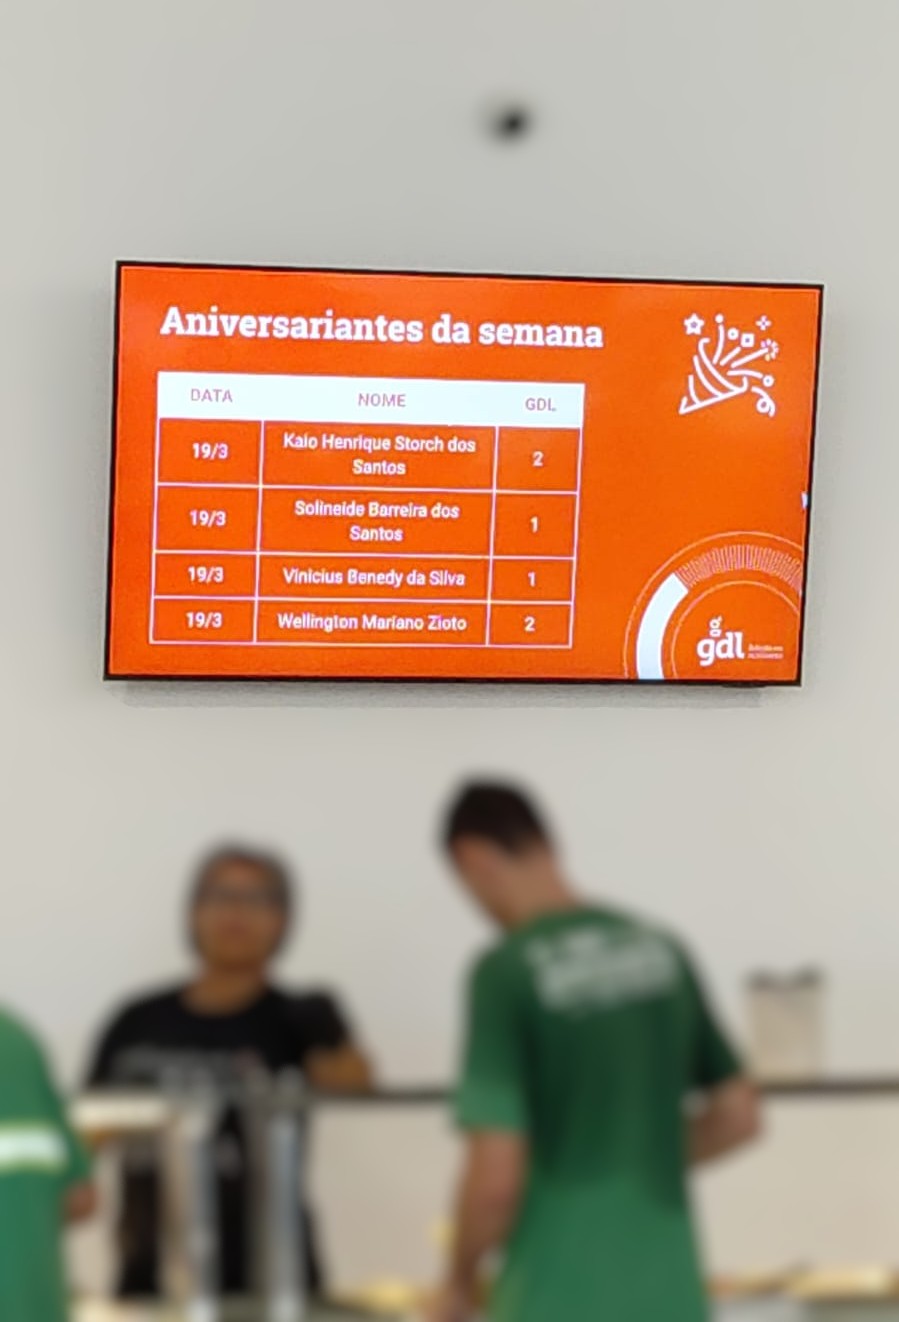 Aniversariantes da semana
DATA NOME GDL
19/3 Kaio Henrique Storch dos Santos 2
19/3 Solineide Barreira dos Santos 1
19/3 Vinicius Benedy da Silva 1
19/3 Wellington Mariano Zioto 2
gdl